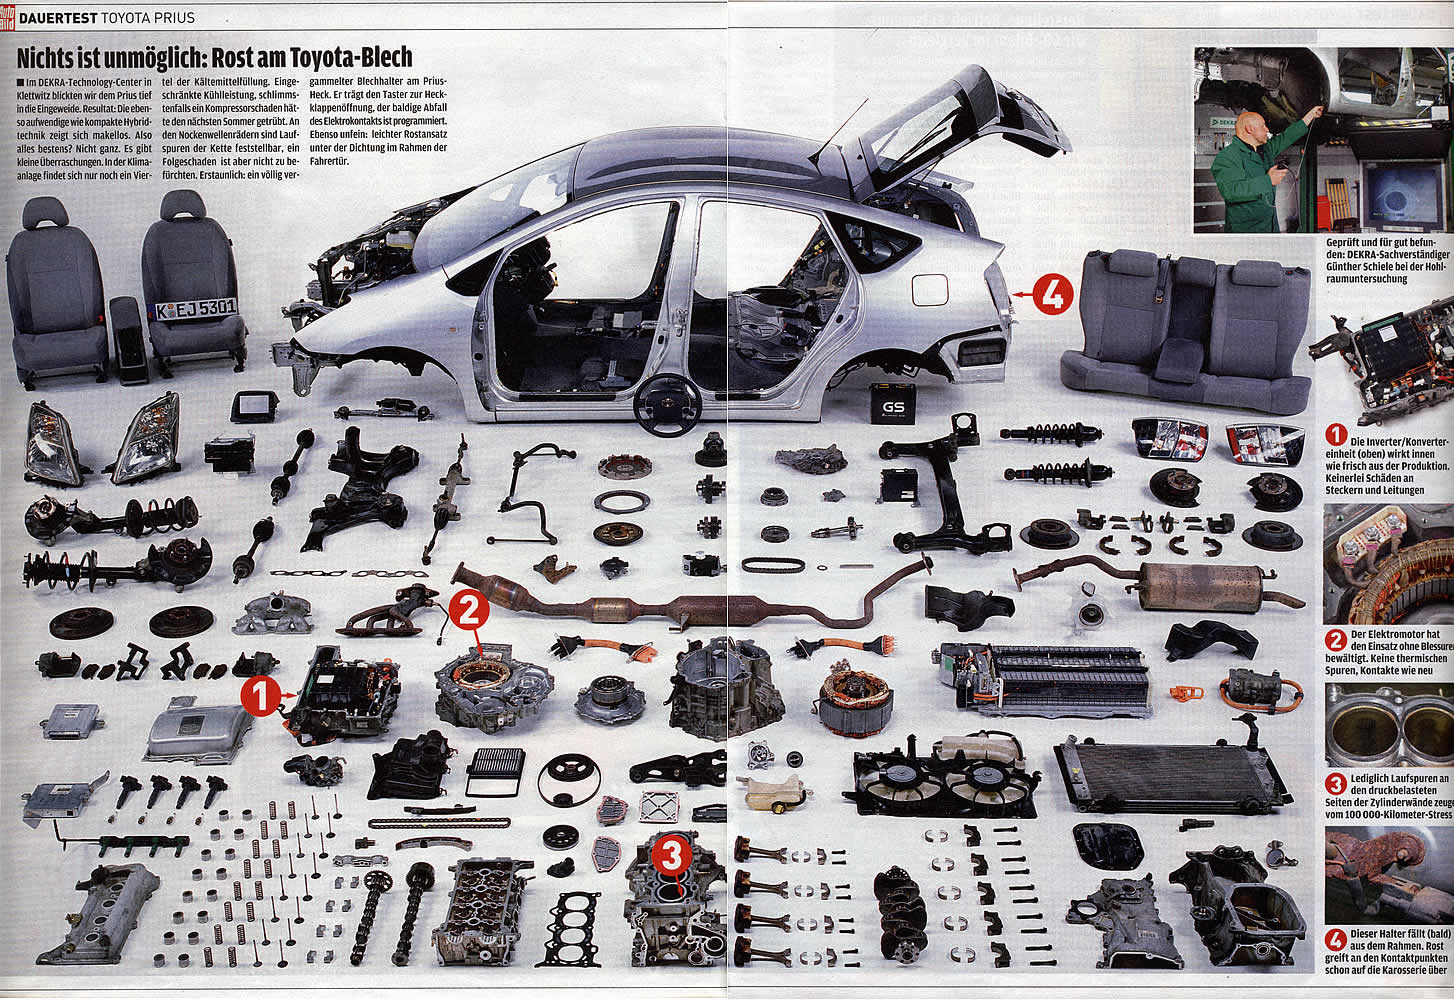 Auto
Bild
DAUERTEST TOYOTA PRIUS
Nichts ist unmöglich: Rost am Toyota-Blech
Im DEKRA-Technology-Center in
Klettwitz blickten wir dem Prius tief
in die Eingeweide. Resultat: Die eben-
so aufwendige wie kompakte Hybrid-
technik zeigt sich makellos. Also
alles bestens? Nicht ganz. Es gibt
kleine Überraschungen. In der Klima-
anlage findet sich nur noch ein Vier-
tel der Kältemittelfüllung. Einge-
schränkte Kühlleistung, schlimms-
tenfalls ein Kompressorschaden hät-
te den nächsten Sommer getrübt. An
den Nockenwellenrädern sind Lauf-
spuren der Kette feststellbar, ein
Folgeschaden ist aber nicht zu be-
fürchten. Erstaunlich: ein völlig ver-
gammelter Blechhalter am Prius-
Heck. Er trägt den Taster zur Heck-
klappenöffnung, der baldige Abfall
des Elektrokontakts ist programmiert.
Ebenso unfein: leichter Rostansatz
unter der Dichtung im Rahmen der
Fahrertür.
DEKRA
Geprüft und für gut befun-
den: DEKRA-Sachverständiger
Günther Schiele bei der Hohl-
raumuntersuchung
K EJ 5301
4
GS
1 Die Inverter/Konverter-
einheit (oben) wirkt innen
wie frisch aus der Produktion.
Keinerlei Schäden an
Steckern und Leitungen
2
1
2 Der Elektromotor hat
den Einsatz ohne Blessure
bewältigt. Keine thermischen
Spuren, Kontakte wie neu
3 Lediglich Laufspuren an
den druckbelasteten
Seiten der Zylinderwände zeuge
vom 100 000-Kilometer-Stress
3
4 Dieser Halter fällt (bald)
aus dem Rahmen. Rost
greift an den Kontaktpunkten
schon auf die Karosserie über